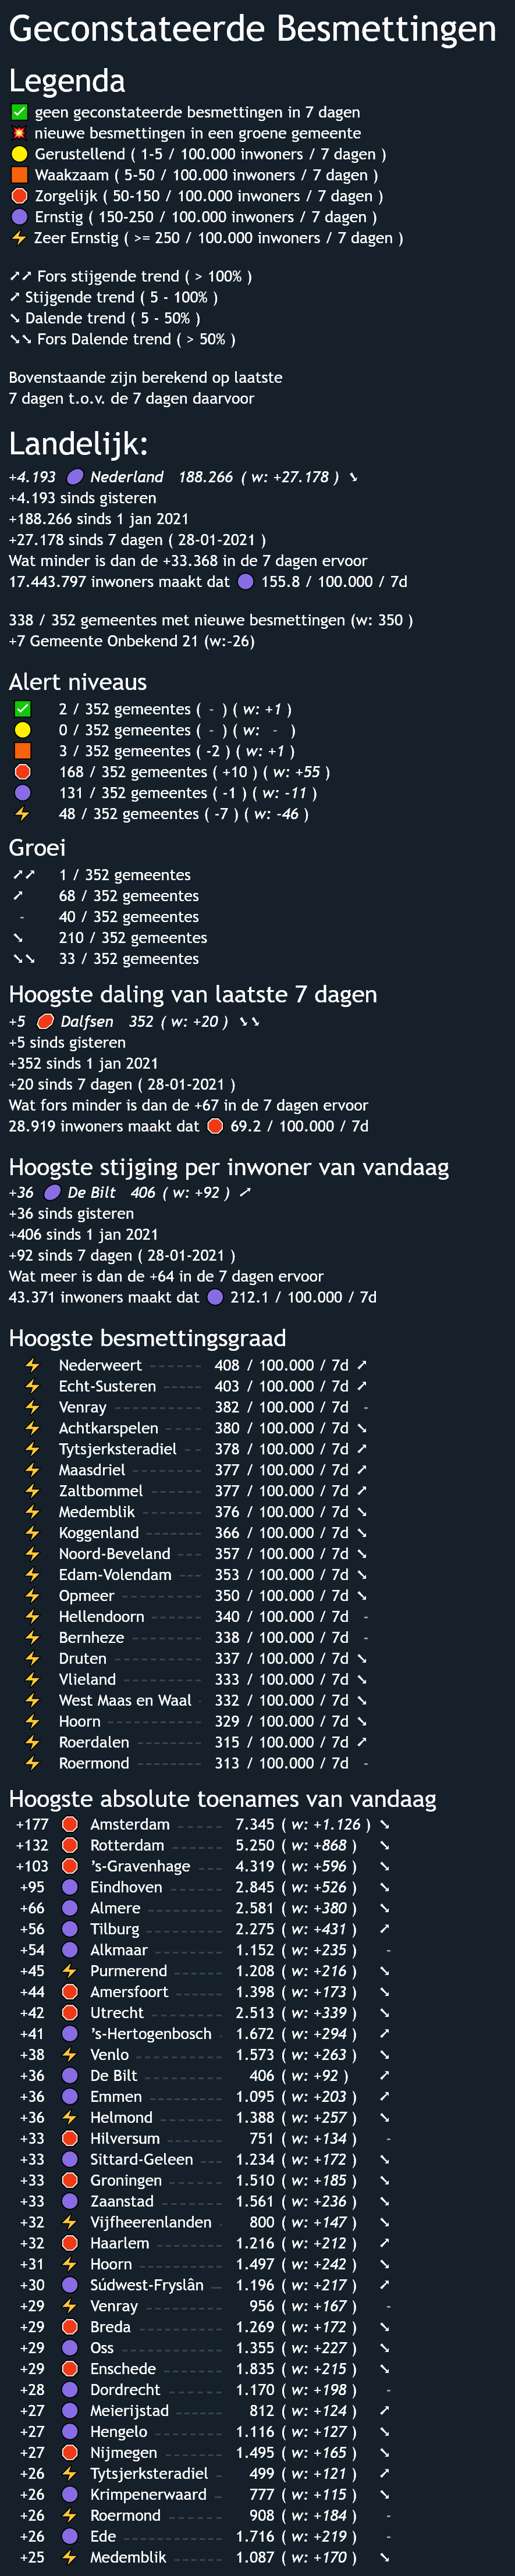 Geconstateerde Besmettingen
Legenda
✅ geen geconstateerde besmettingen in 7 dagen
💥 nieuwe besmettingen in een groene gemeente
🟡 Gerustellend ( 1-5 / 100.000 inwoners / 7 dagen )
🟧 Waakzaam ( 5-50 / 100.000 inwoners / 7 dagen )
🛑 Zorgelijk ( 50-150 / 100.000 inwoners / 7 dagen )
🟣 Ernstig ( 150-250 / 100.000 inwoners / 7 dagen )
⚡ Zeer Ernstig ( >= 250 / 100.000 inwoners / 7 dagen )
➚➚ Fors stijgende trend ( > 100% )
➚ Stijgende trend ( 5 - 100% )
➘ Dalende trend ( 5 - 50% )
➘➘ Fors Dalende trend ( > 50% )
Bovenstaande zijn berekend op laatste
7 dagen t.o.v. de 7 dagen daarvoor
Landelijk:
+4.193 🟣 Nederland 188.266 ( w: +27.178 ) ➘
+4.193 sinds gisteren
+188.266 sinds 1 jan 2021
+27.178 sinds 7 dagen ( 28-01-2021 )
Wat minder is dan de +33.368 in de 7 dagen ervoor
17.443.797 inwoners maakt dat 🟣 155.8 / 100.000 / 7d
338 / 352 gemeentes met nieuwe besmettingen (w: 350 )
+7 Gemeente Onbekend 21 (w:-26)
Alert niveaus
✅ 2 / 352 gemeentes ( - ) ( w: +1 )
🟡 0 / 352 gemeentes ( - ) ( w: - )
🟧 3 / 352 gemeentes ( -2 ) ( w: +1 )
🛑 168 / 352 gemeentes ( +10 ) ( w: +55 )
🟣 131 / 352 gemeentes ( -1 ) ( w: -11 )
⚡ 48 / 352 gemeentes ( -7 ) ( w: -46 )
Groei
➚➚ 1 / 352 gemeentes
➚ 68 / 352 gemeentes
- 40 / 352 gemeentes
➘ 210 / 352 gemeentes
➘➘ 33 / 352 gemeentes
Hoogste daling van laatste 7 dagen
+5 🛑 Dalfsen 352 ( w: +20 ) ➘➘
+5 sinds gisteren
+352 sinds 1 jan 2021
+20 sinds 7 dagen ( 28-01-2021 )
Wat fors minder is dan de +67 in de 7 dagen ervoor
28.919 inwoners maakt dat 🛑 69.2 / 100.000 / 7d
Hoogste stijging per inwoner van vandaag
+36 🟣 De Bilt 406 ( w: +92 ) ➚
+36 sinds gisteren
+406 sinds 1 jan 2021
+92 sinds 7 dagen ( 28-01-2021 )
Wat meer is dan de +64 in de 7 dagen ervoor
43.371 inwoners maakt dat 🟣 212.1 / 100.000 / 7d
Hoogste besmettingsgraad
⚡ Nederweert ------ 408 / 100.000 / 7d ➚
⚡ Echt-Susteren ----- 403 / 100.000 / 7d ➚
⚡ Venray ---------- 382 / 100.000 / 7d -
⚡ Achtkarspelen ---- 380 / 100.000 / 7d ➘
⚡ Tytsjerksteradiel -- 378 / 100.000 / 7d ➚
⚡ Maasdriel -------- 377 / 100.000 / 7d ➚
⚡ Zaltbommel ------ 377 / 100.000 / 7d ➚
⚡ Medemblik ------- 376 / 100.000 / 7d ➘
⚡ Koggenland ------ 366 / 100.000 / 7d ➘
⚡ Noord-Beveland --- 357 / 100.000 / 7d ➘
⚡ Edam-Volendam --- 353 / 100.000 / 7d ➘
⚡ Opmeer --------- 350 / 100.000 / 7d ➘
⚡ Hellendoorn ------ 340 / 100.000 / 7d -
⚡ Bernheze -------- 338 / 100.000 / 7d -
⚡ Druten ---------- 337 / 100.000 / 7d ➘
⚡ Vlieland --------- 333 / 100.000 / 7d ➘
⚡ West Maas en Waal - 332 / 100.000 / 7d ➘
⚡ Hoorn ----------- 329 / 100.000 / 7d ➘
⚡ Roerdalen -------- 315 / 100.000 / 7d ➚
⚡ Roermond ------- 313 / 100.000 / 7d -
Hoogste absolute toenames van vandaag
+177 🛑 Amsterdam ----- 7.345 ( w: +1.126 ) ➘
+132 🛑 Rotterdam ------ 5.250 ( w: +868 ) ➘
+103 🛑 's-Gravenhage --- 4.319 ( w: +596 ) ➘
+95 🟣 Eindhoven ------ 2.845 ( w: +526 ) ➘
+66 🟣 Almere -------- 2.581 ( w: +380 ) ➘
+56 🟣 Tilburg -------- 2.275 ( w: +431 ) ➚
+54 🟣 Alkmaar ------- 1.152 ( w: +235 ) -
+45 ⚡ Purmerend ----- 1.208 ( w: +216 ) ➘
+44 🛑 Amersfoort ----- 1.398 ( w: +173 ) ➘
+42 🛑 Utrecht -------- 2.513 ( w: +339 ) ➘
+41 🟣 's-Hertogenbosch - 1.672 ( w: +294 ) ➚
+38 ⚡ Venlo ---------- 1.573 ( w: +263 ) ➘
+36 🟣 De Bilt -------- 406 ( w: +92 ) ➚
+36 🟣 Emmen -------- 1.095 ( w: +203 ) ➚
+36 ⚡ Helmond ------- 1.388 ( w: +257 ) ➘
+33 🛑 Hilversum ------ 751 ( w: +134 ) -
+33 🟣 Sittard-Geleen --- 1.234 ( w: +172 ) ➘
+33 🛑 Groningen ------ 1.510 ( w: +185 ) ➘
+33 🟣 Zaanstad ------- 1.561 ( w: +236 ) ➘
+32 ⚡ Vijfheerenlanden - 800 ( w: +147 ) ➘
+32 🛑 Haarlem ------- 1.216 ( w: +212 ) ➚
+31 ⚡ Hoorn --------- 1.497 ( w: +242 ) ➘
+30 🟣 Súdwest-Fryslân -- 1.196 ( w: +217 ) ➚
+29 ⚡ Venray -------- 956 ( w: +167 ) -
+29 🛑 Breda --------- 1.269 ( w: +172 ) ➘
+29 🟣 Oss ----------- 1.355 ( w: +227 ) ➘
+29 🛑 Enschede ------ 1.835 ( w: +215 ) ➘
+28 🟣 Dordrecht ------ 1.170 ( w: +198 ) -
+27 🟣 Meierijstad ----- 812 ( w: +124 ) ➚
+27 🟣 Hengelo ------- 1.116 ( w: +127 ) ➘
+27 🛑 Nijmegen ------ 1.495 ( w: +165 ) ➘
+26 ⚡ Tytsjerksteradiel - 499 ( w: +121 ) ➚
+26 🟣 Krimpenerwaard - 777 ( w: +115 ) ➘
+26 ⚡ Roermond ------ 908 ( w: +184 ) -
+26 🟣 Ede ----------- 1.716 ( w: +219 ) -
+25 ⚡ Medemblik ----- 1.087 ( w: +170 ) ➘